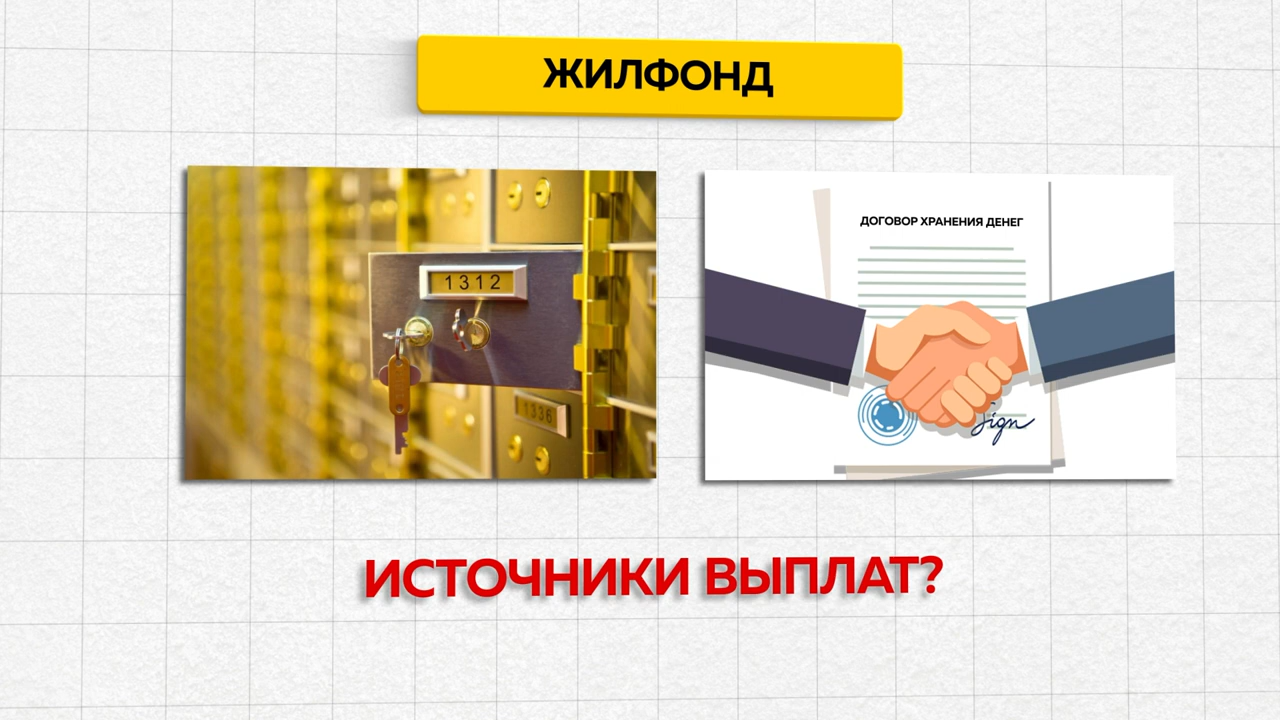 ЖИЛФОНД
1312
1336
ДОГОВОР ХРАНЕНИЯ ДЕНЕГ
Sign
ИСТОЧНИКИ ВЫПЛАТ?